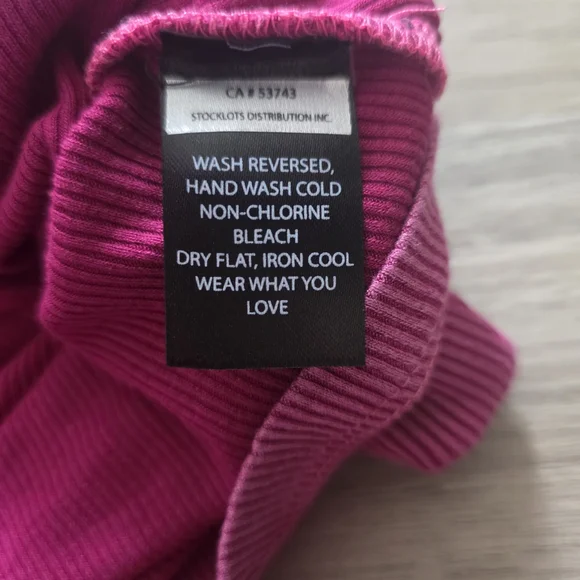 CA # 53743
STOCKLOTS DISTRIBUTION INC.
WASH REVERSED,
HAND WASH COLD
NON-CHLORINE
BLEACH
DRY FLAT, IRON COOL
WEAR WHAT YOU
LOVE